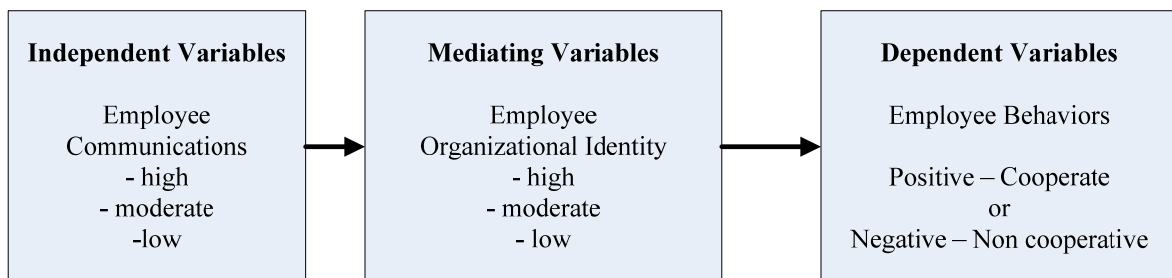 Independent Variables
Employee
Communications
- high
- moderate
-low
Mediating Variables
Employee
Organizational Identity
- high
- moderate
- low
Dependent Variables
Employee Behaviors
Positive – Cooperate
or
Negative – Non cooperative